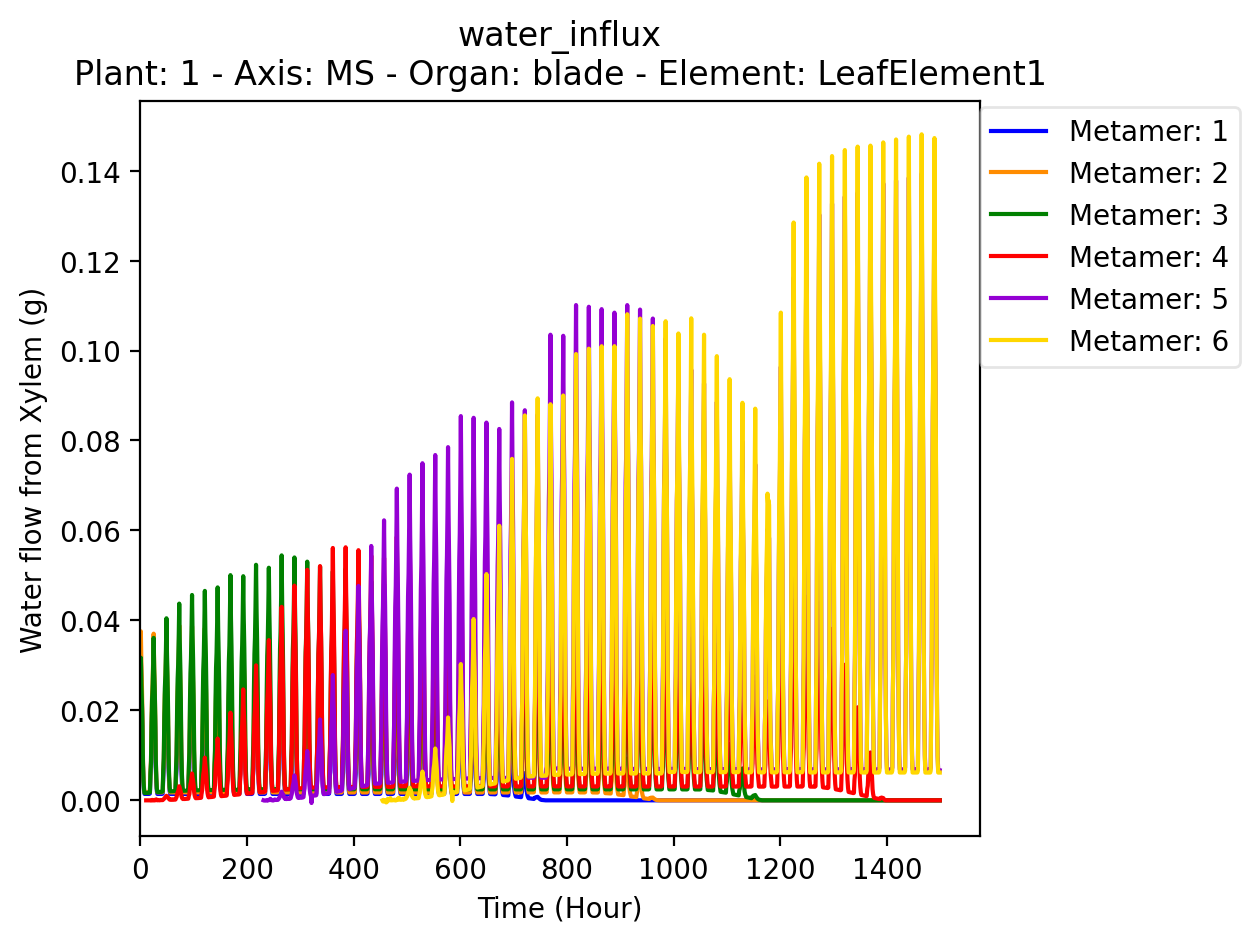 water_influx
Plant: 1 - Axis: MS - Organ: blade - Element: LeafElement1
Water flow from Xylem (g)
0.14
0.12
0.10
0.08
0.06
0.04
0.02
0.00
0 200 400 600 800 1000 1200 1400
Time (Hour)
Metamer: 1
Metamer: 2
Metamer: 3
Metamer: 4
Metamer: 5
Metamer: 6